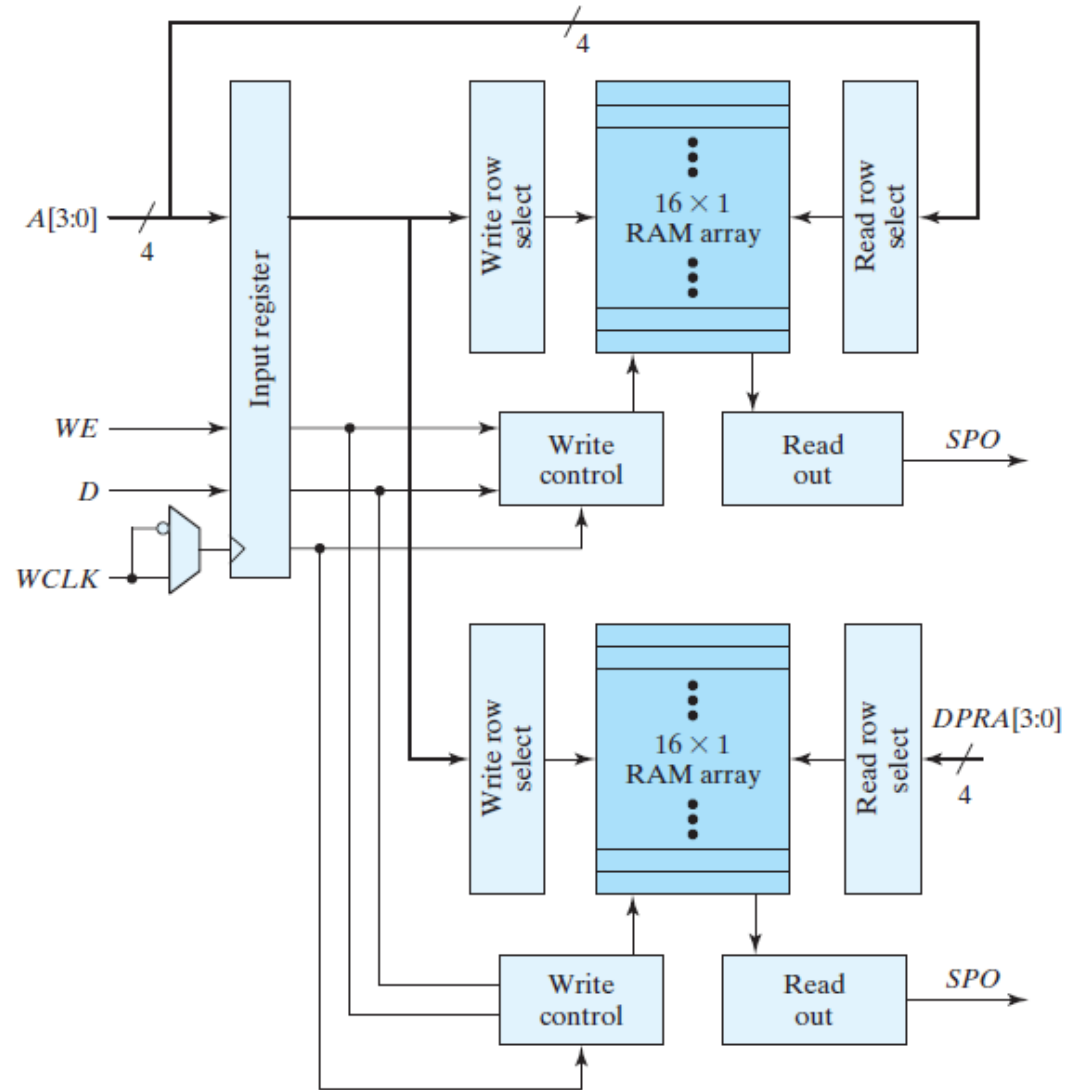 4
A[3:0]
4
Input register
Write row
select
16 × 1
RAM array
Read row
select
WE
D
WCLK
Write
control
Read
out
SPO
Write row
select
16 × 1
RAM array
Read row
select
DPRA[3:0]
4
Write
control
Read
out
SPO